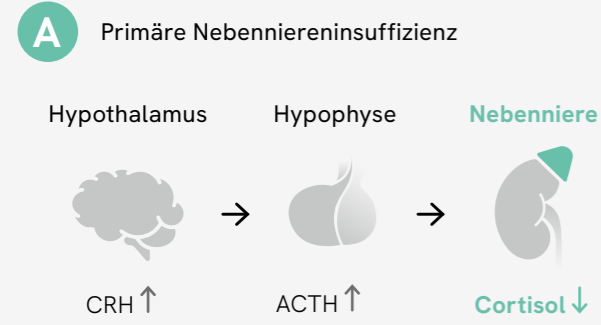 A Primäre Nebenniereninsuffizienz
Hypothalamus Hypophyse Nebenniere
→ →
CRH ↑ ACTH ↑ Cortisol ↓